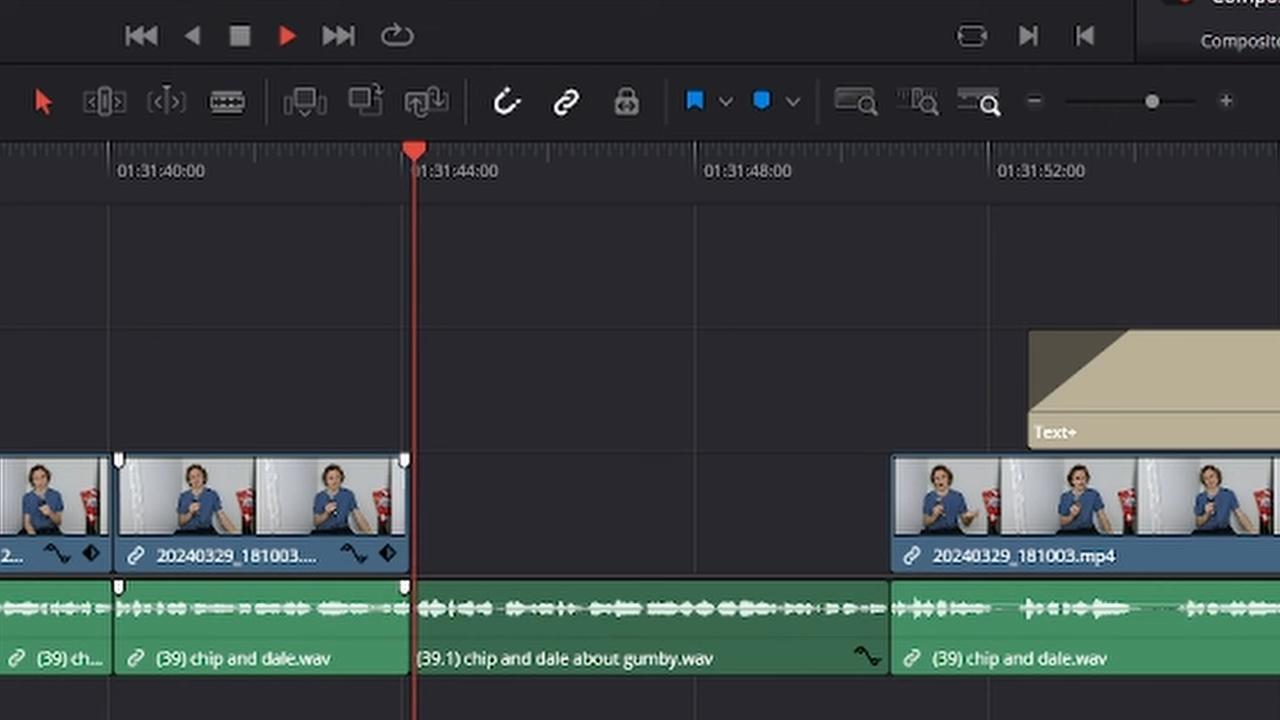 Composite
01:31:40:00
01:31:44:00
01:31:48:00
01:31:52:00
Text+
2...
20240329_181003....
20240329_181003.mp4
(39) ch...
(39) chip and dale.wav
(39.1) chip and dale about gumby.wav
(39) chip and dale.wav